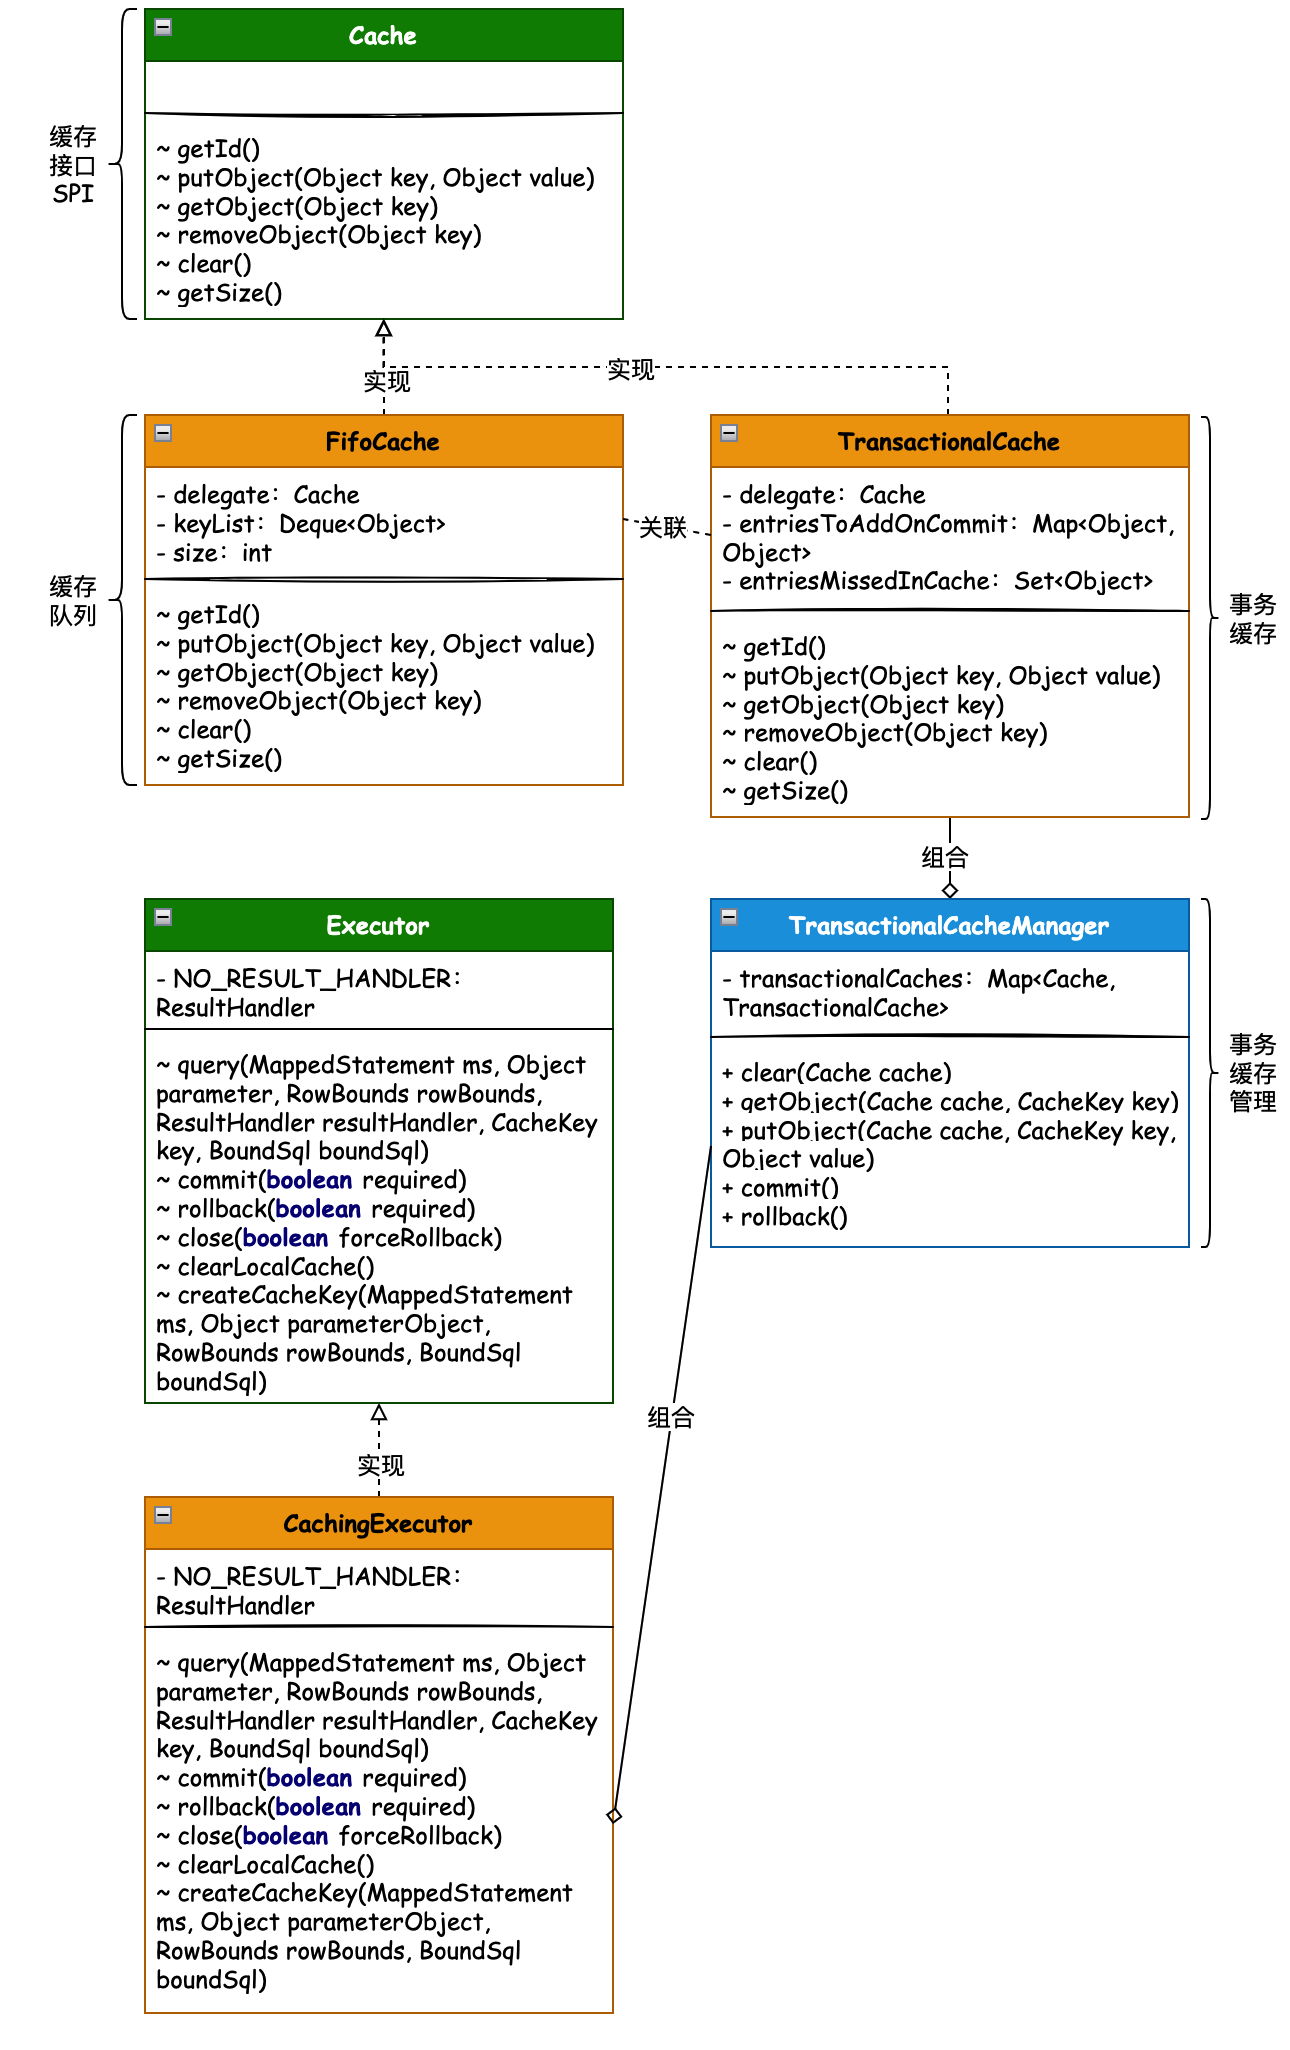 Cache
缓存
接口
SPI
~ getId()
~ putObject(Object key, Object value)
~ getObject(Object key)
~ removeObject(Object key)
~ clear()
~ getSize()
实现
实现
FifoCache
- delegate：Cache
- keyList：Deque<Object>
- size：int
缓存
队列
~ getId()
~ putObject(Object key, Object value)
~ getObject(Object key)
~ removeObject(Object key)
~ clear()
~ getSize()
关联
TransactionalCache
- delegate：Cache
- entriesToAddOnCommit：Map<Object,
Object>
- entriesMissedInCache：Set<Object>
~ getId()
~ putObject(Object key, Object value)
~ getObject(Object key)
~ removeObject(Object key)
~ clear()
~ getSize()
事务
缓存
组合
Executor
- NO_RESULT_HANDLER：
ResultHandler
~ query(MappedStatement ms, Object
parameter, RowBounds rowBounds,
ResultHandler resultHandler, CacheKey
key, BoundSql boundSql)
~ commit(boolean required)
~ rollback(boolean required)
~ close(boolean forceRollback)
~ clearLocalCache()
~ createCacheKey(MappedStatement
ms, Object parameterObject,
RowBounds rowBounds, BoundSql
boundSql)
TransactionalCacheManager
- transactionalCaches：Map<Cache,
TransactionalCache>
+ clear(Cache cache)
+ getObject(Cache cache, CacheKey key)
+ putObject(Cache cache, CacheKey key,
Object value)
+ commit()
+ rollback()
事务
缓存
管理
组合
实现
CachingExecutor
- NO_RESULT_HANDLER：
ResultHandler
~ query(MappedStatement ms, Object
parameter, RowBounds rowBounds,
ResultHandler resultHandler, CacheKey
key, BoundSql boundSql)
~ commit(boolean required)
~ rollback(boolean required)
~ close(boolean forceRollback)
~ clearLocalCache()
~ createCacheKey(MappedStatement
ms, Object parameterObject,
RowBounds rowBounds, BoundSql
boundSql)